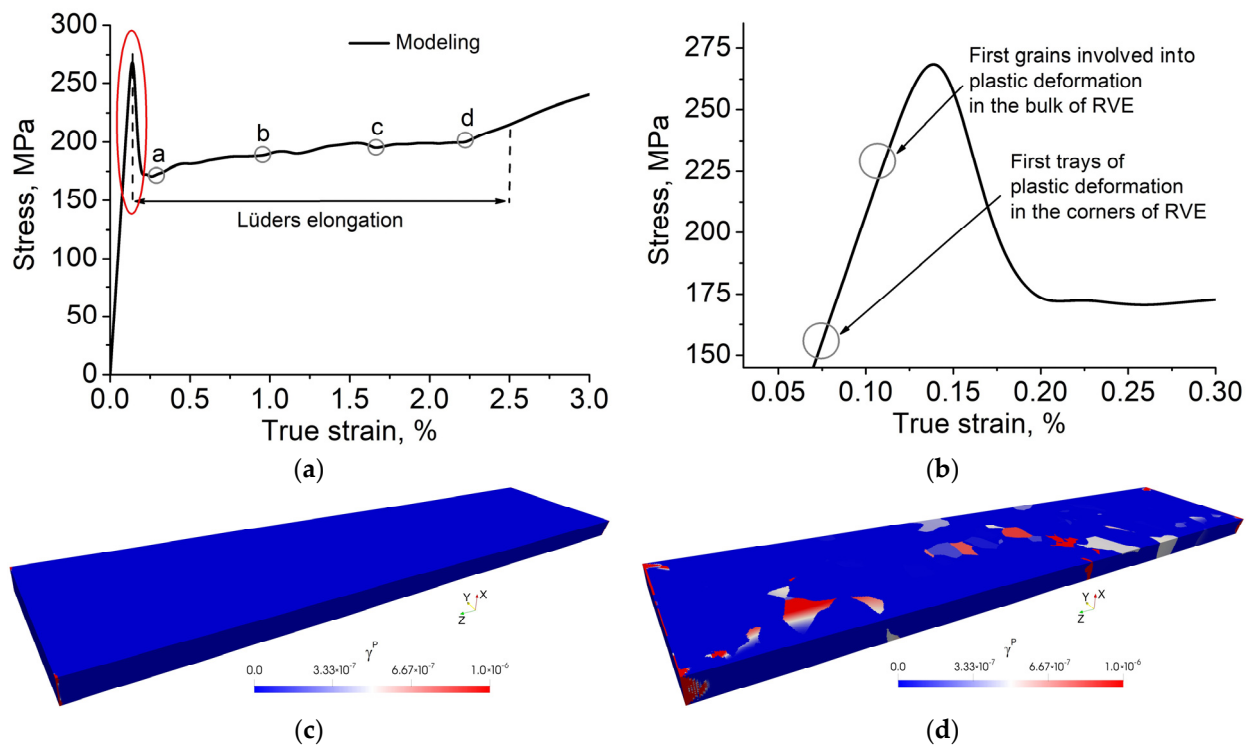 300
250
200
150
100
50
0
Stress, MPa
Modeling
a
b
c
d
Lüders elongation
0.0 0.5 1.0 1.5 2.0 2.5 3.0
True strain, %
(a)
275
250
225
200
175
150
Stress, MPa
First grains involved into
plastic deformation
in the bulk of RVE
First trays of
plastic deformation
in the corners of RVE
0.05 0.10 0.15 0.20 0.25 0.30
True strain, %
(b)
Y X
Z
γᵖ
0.0 3.33•10⁻⁷ 6.67•10⁻⁷ 1.0•10⁻⁶
(c)
Y X
Z
γᵖ
0.0 3.33•10⁻⁷ 6.67•10⁻⁷ 1.0•10⁻⁶
(d)